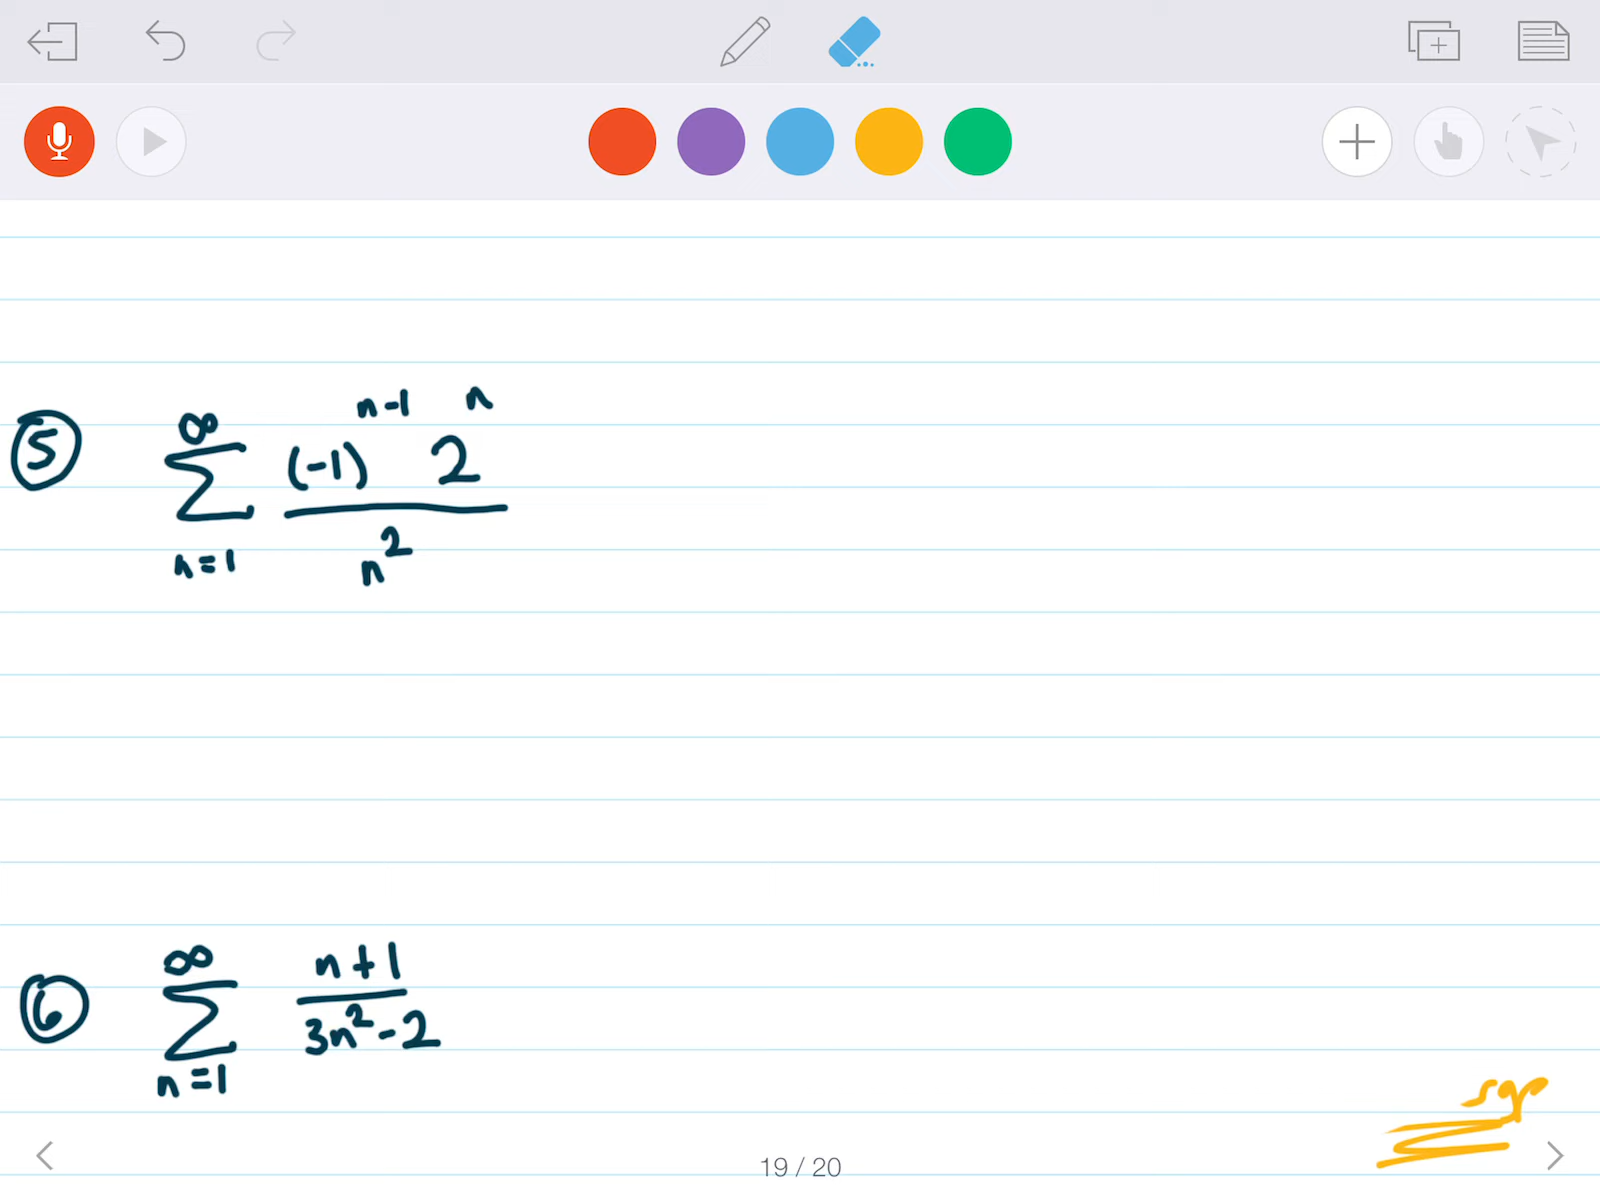 ⑤ ∞ ∑ n=1 (-1)^(n-1) 2^n / n^2
⑥ ∞ ∑ n=1 n+1 / 3n^2-2
19 / 20